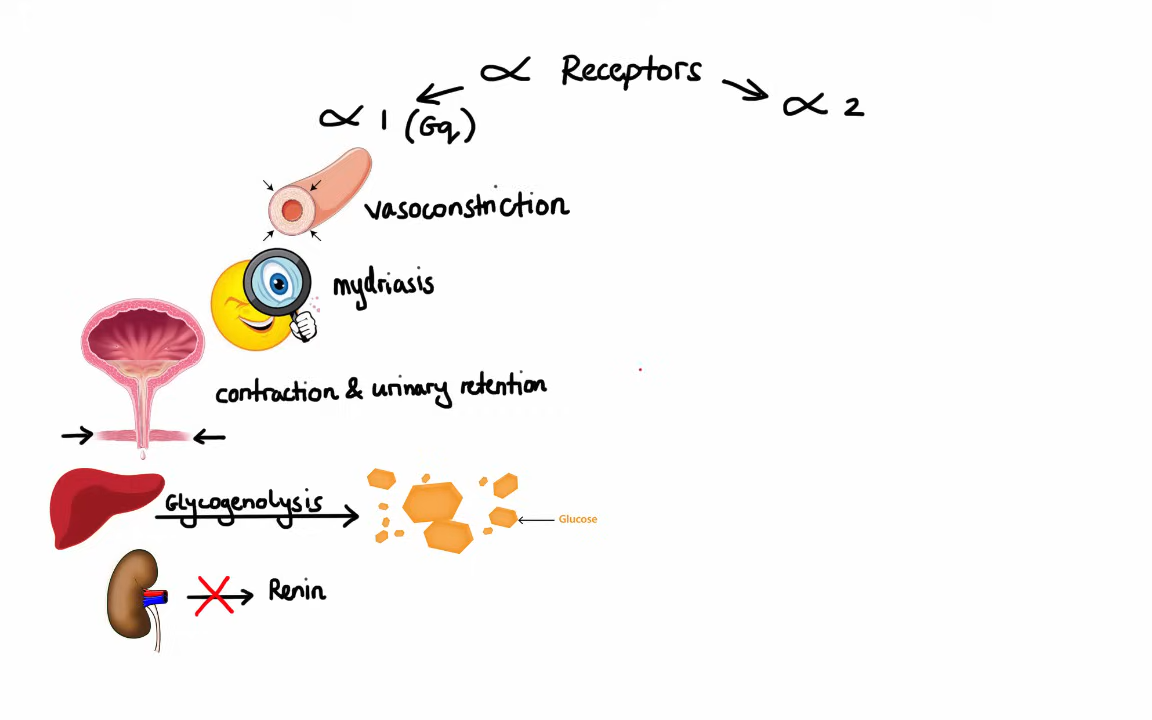 ∝ Receptors
∝ 1 (Gq)
∝ 2
vasoconstriction
mydriasis
contraction & urinary retention
Glycogenolysis
Glucose
Renin